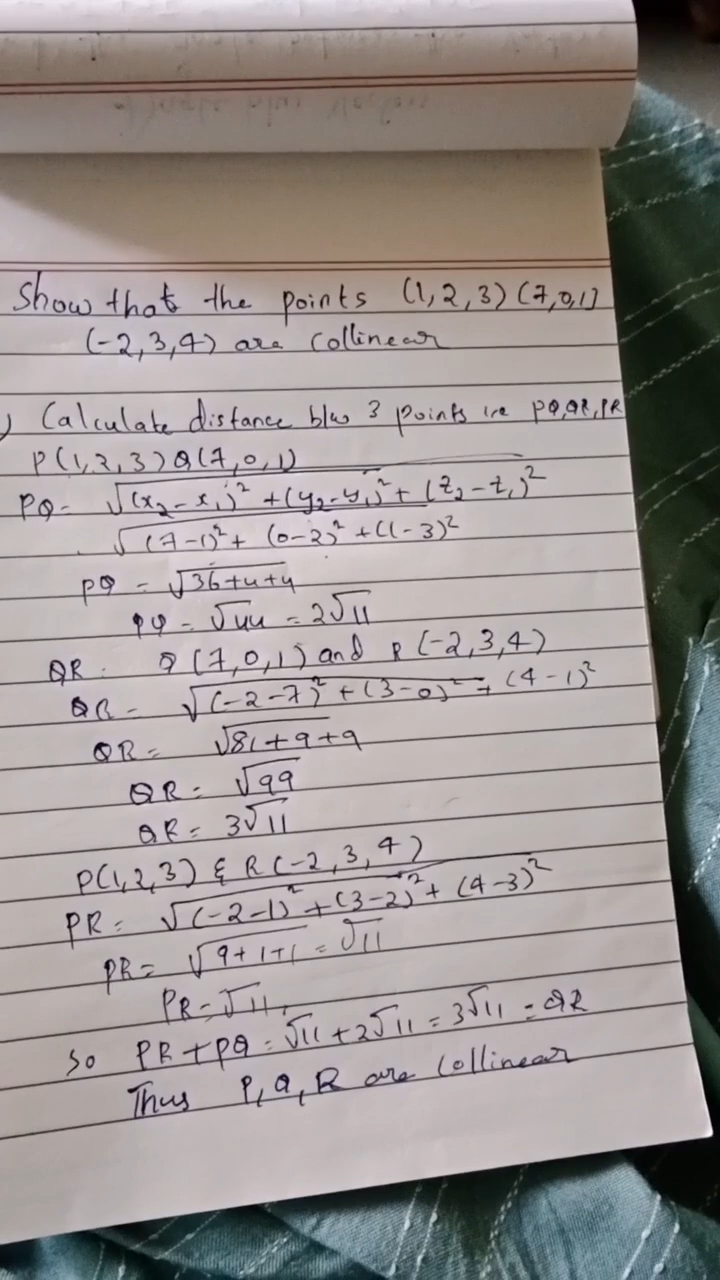 Show that the points (1,2,3) (7,0,1)
(-2,3,4) are collinear
) Calculate distance b/w 3 points ie PQ,QR,PR
P(1,2,3) Q(7,0,1)
PQ = √(x₂-x₁)² + (y₂-y₁)² + (z₂-z₁)²
√(7-1)² + (0-2)² + (1-3)²
PQ = √36+4+4
PQ = √44 = 2√11
QR = Q(7,0,1) and R(-2,3,4)
QR = √(-2-7)² + (3-0)² + (4-1)²
QR = √81+9+9
QR = √99
QR = 3√11
P(1,2,3) & R(-2,3,4)
PR = √(-2-1)² + (3-2)² + (4-3)²
PR = √9+1+1 = √11
PR = √11,
So PR+PQ = √11 + 2√11 = 3√11 = QR
Thus P,Q,R are collinear